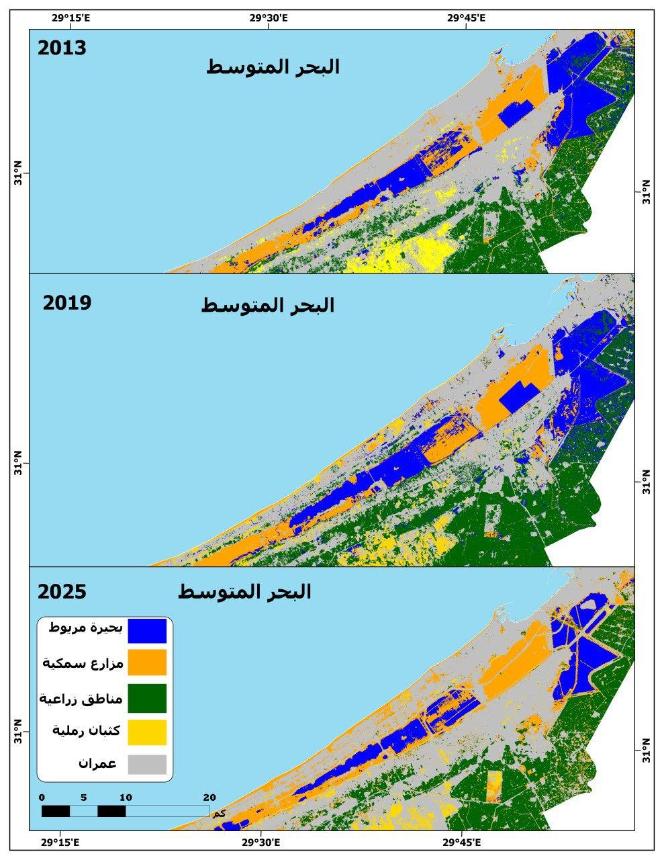 29°15'E 29°30'E 29°45'E
2013
البحر المتوسط
31°N 31°N
2019
البحر المتوسط
31°N 31°N
2025
البحر المتوسط
بحيرة مريوط
مزارع سمكية
مناطق زراعية
كثبان رملية
عمران
31°N 31°N
0 5 10 20
كم
29°15'E 29°30'E 29°45'E